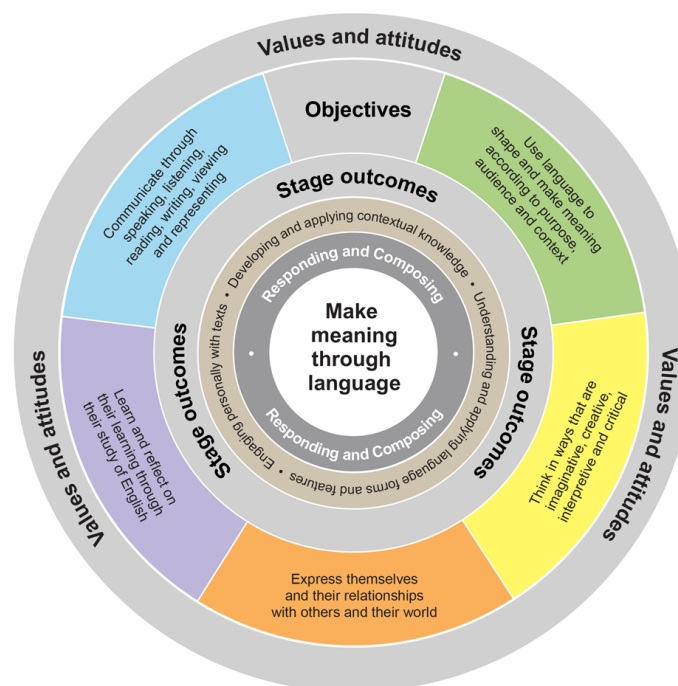 Values and attitudes
Objectives
Communicate through
speaking, listening,
reading, writing, viewing
and representing
Use language to
shape and make meaning
according to purpose,
audience and context
Stage outcomes
Engaging personally with texts • Developing and applying contextual knowledge • Understanding and applying language forms and features •
Responding and Composing
Make
meaning
through
language
Responding and Composing
Stage outcomes
Stage outcomes
Values and attitudes
Values and attitudes
Learn and reflect on
their learning through
their study of English
Think in ways that are
imaginative, creative,
interpretive and critical
Express themselves
and their relationships
with others and their world